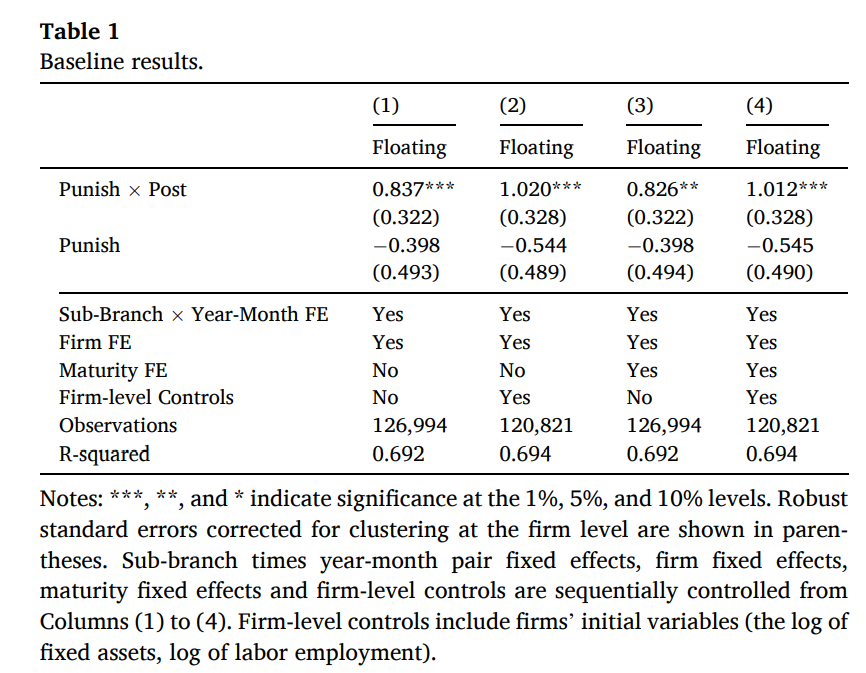 Table 1
Baseline results.
(1) (2) (3) (4)
Floating Floating Floating Floating
Punish × Post 0.837*** 1.020*** 0.826** 1.012***
(0.322) (0.328) (0.322) (0.328)
Punish −0.398 −0.544 −0.398 −0.545
(0.493) (0.489) (0.494) (0.490)
Sub-Branch × Year-Month FE Yes Yes Yes Yes
Firm FE Yes Yes Yes Yes
Maturity FE No No Yes Yes
Firm-level Controls No Yes No Yes
Observations 126,994 120,821 126,994 120,821
R-squared 0.692 0.694 0.692 0.694
Notes: ***, **, and * indicate significance at the 1%, 5%, and 10% levels. Robust
standard errors corrected for clustering at the firm level are shown in paren-
theses. Sub-branch times year-month pair fixed effects, firm fixed effects,
maturity fixed effects and firm-level controls are sequentially controlled from
Columns (1) to (4). Firm-level controls include firms’ initial variables (the log of
fixed assets, log of labor employment).